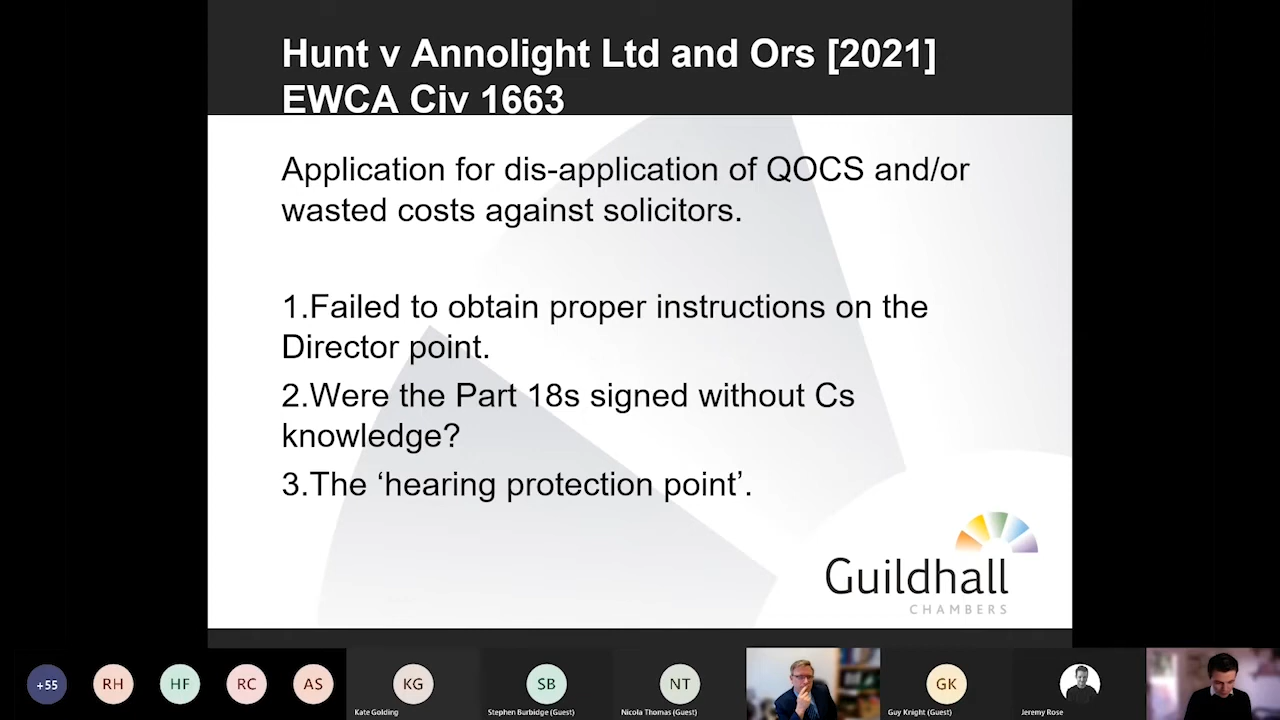 Hunt v Annolight Ltd and Ors [2021]
EWCA Civ 1663
Application for dis-application of QOCS and/or
wasted costs against solicitors.
1.Failed to obtain proper instructions on the
Director point.
2.Were the Part 18s signed without Cs
knowledge?
3.The ‘hearing protection point’.
Guildhall
CHAMBERS
+55
RH
HF
RC
AS
KG
Kate Golding
SB
Stephen Burbidge (Guest)
NT
Nicola Thomas (Guest)
GK
Guy Knight (Guest)
Jeremy Rose